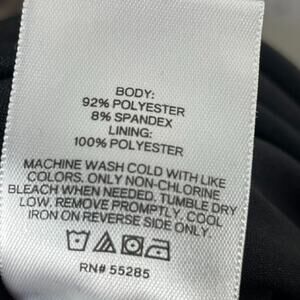 BODY:
92% POLYESTER
8% SPANDEX
LINING:
100% POLYESTER
MACHINE WASH COLD WITH LIKE
COLORS. ONLY NON-CHLORINE
BLEACH WHEN NEEDED. TUMBLE DRY
LOW. REMOVE PROMPTLY. COOL
IRON ON REVERSE SIDE ONLY
RN# 55285